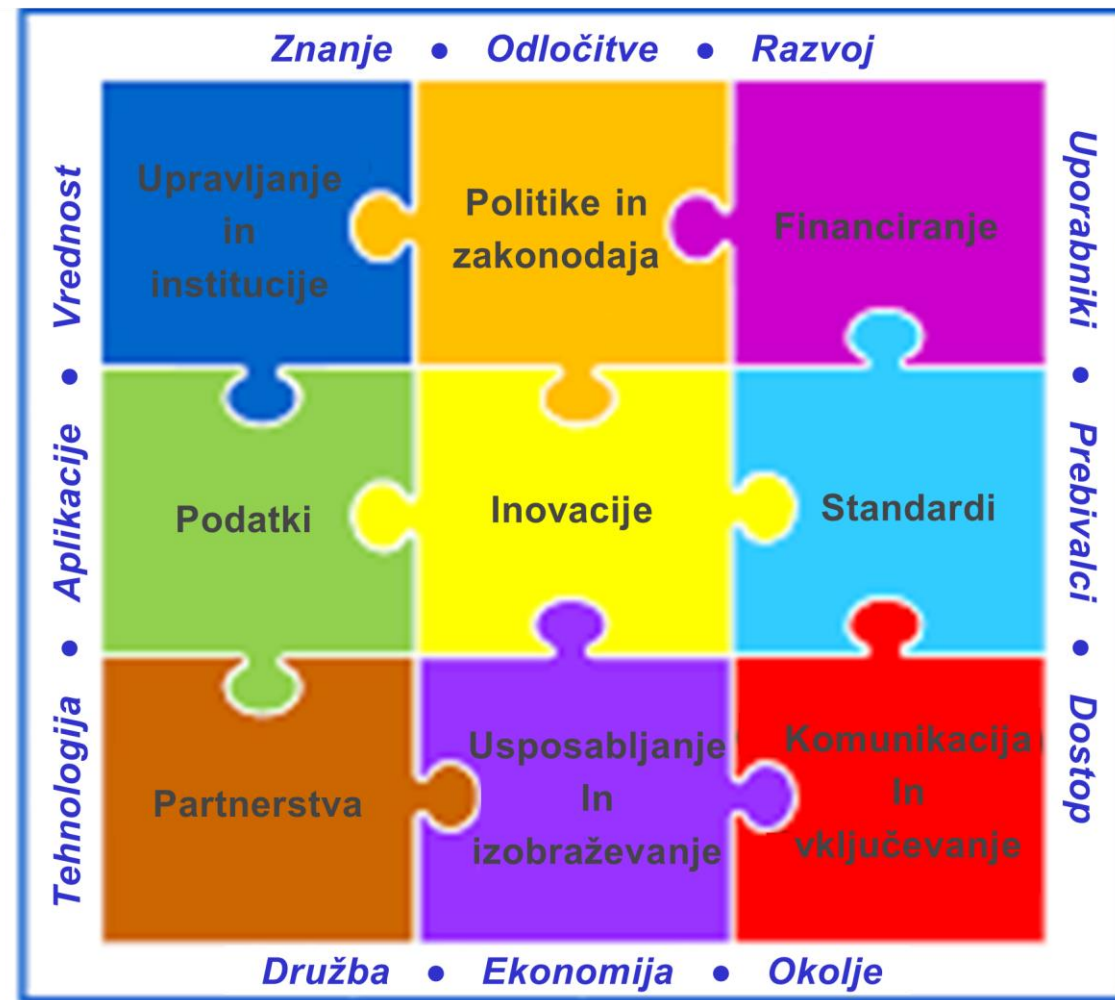 Znanje • Odločitve • Razvoj
Vrednost • Aplikacije • Tehnologija
Upravljanje
in
institucije
Politike in
zakonodaja
Financiranje
Podatki
Inovacije
Standardi
Partnerstva
Usposabljanje
In
izobraževanje
Komunikacija
In
vključevanje
Uporabniki • Prebivalci • Dostop
Družba • Ekonomija • Okolje